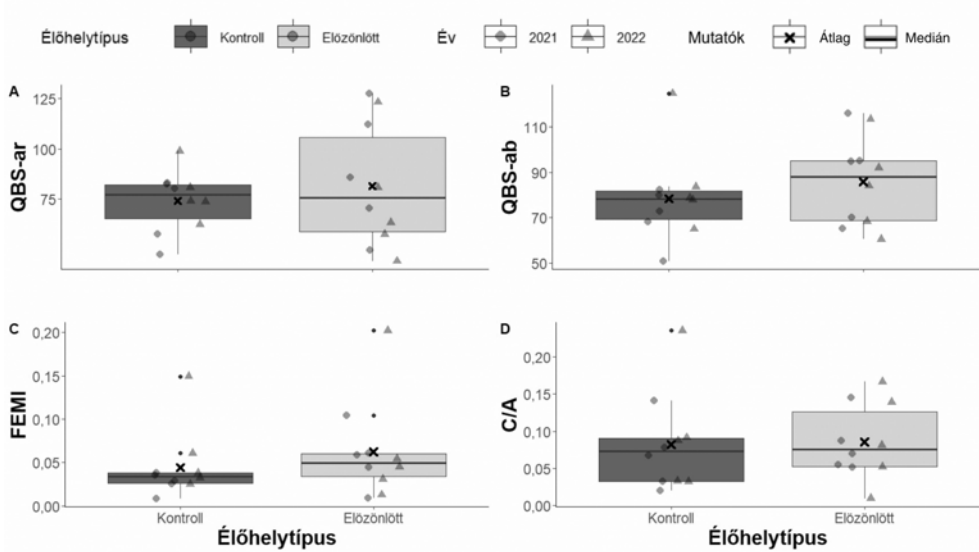 Élőhelytípus Kontroll Elözönlött Év 2021 2022 Mutatók Átlag Medián
A
QBS-ar
125
100
75
B
QBS-ab
110
90
70
50
C
FEMI
0,20
0,15
0,10
0,05
0,00
Kontroll Elözönlött
Élőhelytípus
D
C/A
0,20
0,15
0,10
0,05
0,00
Kontroll Elözönlött
Élőhelytípus